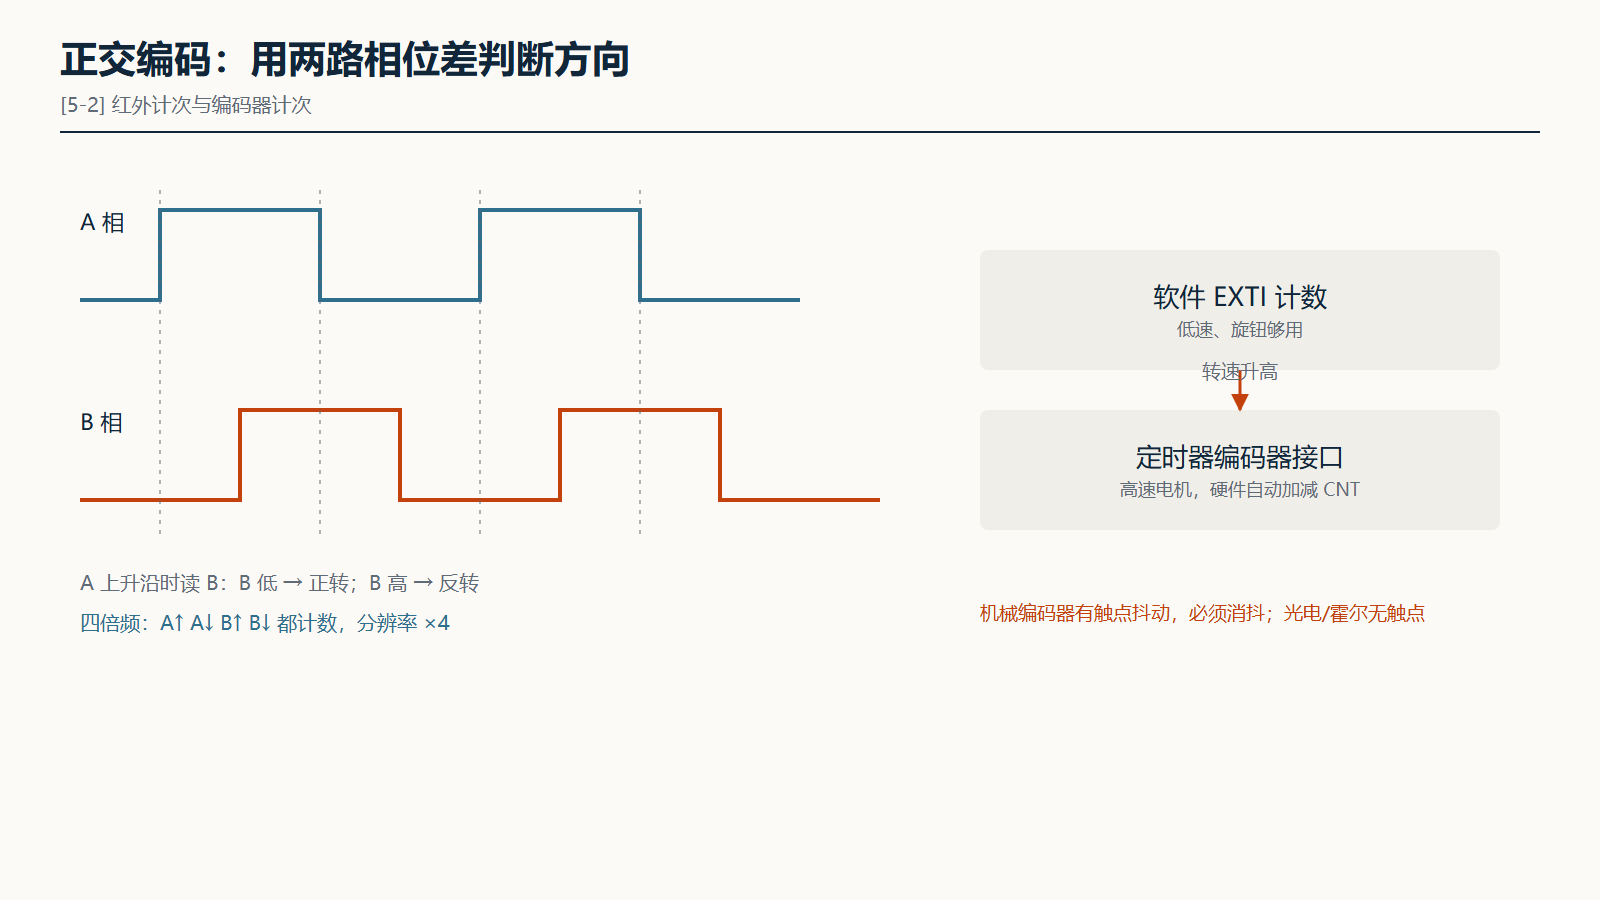 正交编码：用两路相位差判断方向
[5-2] 红外计次与编码器计次
A 相
B 相
A 上升沿时读 B：B 低 → 正转；B 高 → 反转
四倍频：A↑ A↓ B↑ B↓ 都计数，分辨率 ×4
软件 EXTI 计数
低速、旋钮够用
转速升高
定时器编码器接口
高速电机，硬件自动加减 CNT
机械编码器有触点抖动，必须消抖；光电/霍尔无触点